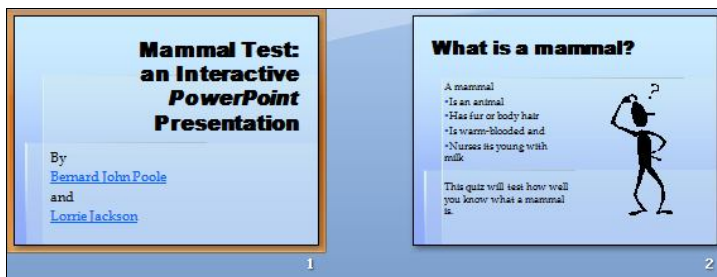 Mammal Test:
an Interactive
PowerPoint
Presentation
By
Bernard John Poole
and
Lorrie Jackson
1
What is a mammal?
A mammal
•Is an animal
•Has fur or body hair
•Is warm-blooded and
•Nurses its young with
milk
This quiz will test how well
you know what a mammal
is.
?
2